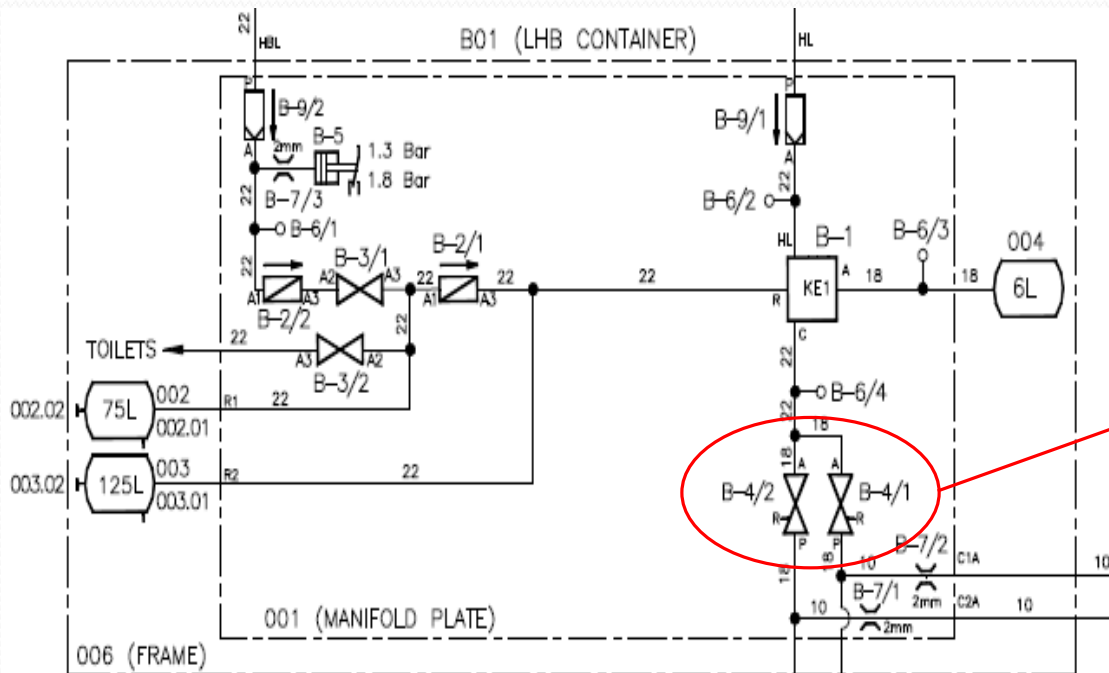 22
HBL
B01 (LHB CONTAINER)
HL
P
B-9/2
A
2mm
B-5
1.3 Bar
1.8 Bar
22
B-7/3
B-6/1
P
B-9/1
A
22
B-6/2
HL
B-1
A
B-6/3
004
22
A1
A3
B-2/2
A2
B-3/1
A3
22
B-2/1
A1
A3
22
22
R
KE1
18
18
6L
C
22
TOILETS
22
A3
A2
B-3/2
22
B-6/4
002.02
75L
002
002.01
R1
22
22
18
003.02
125L
003
003.01
R2
22
18
A
A
B-4/2
B-4/1
R
R
P
P
18
18
B-7/2
10
C1A
10
2mm
B-7/1
10
2mm
C2A
10
001 (MANIFOLD PLATE)
006 (FRAME)